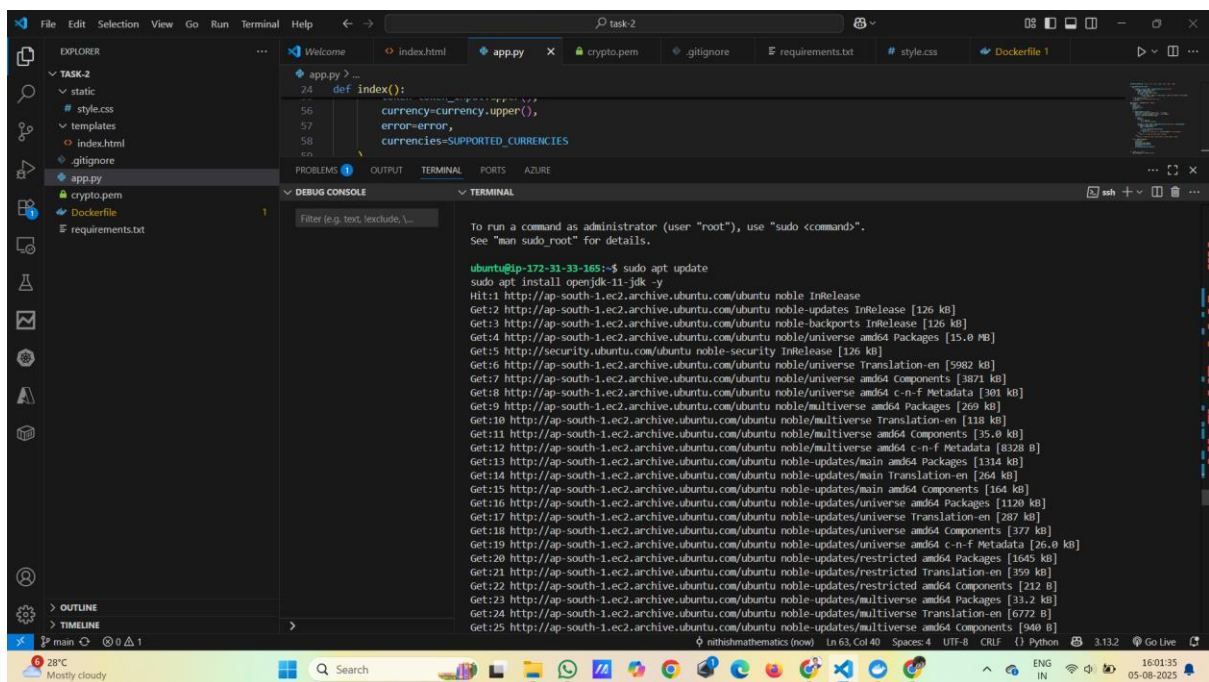 File Edit Selection View Go Run Terminal Help
task-2
EXPLORER
TASK-2
static
# style.css
templates
index.html
.gitignore
app.py
crypto.pem
Dockerfile 1
requirements.txt
OUTLINE
TIMELINE
Welcome index.html app.py crypto.pem .gitignore requirements.txt # style.css Dockerfile 1
app.py > ...
24 def index():
56 currency=currency.upper(),
57 error=error,
58 currencies=SUPPORTED_CURRENCIES
PROBLEMS 1 OUTPUT TERMINAL PORTS AZURE
DEBUG CONSOLE
Filter (e.g. text, !exclude, \...
TERMINAL
ssh
To run a command as administrator (user "root"), use "sudo <command>".
See "man sudo_root" for details.
ubuntu@ip-172-31-33-165:~$ sudo apt update
sudo apt install openjdk-11-jdk -y
Hit:1 http://ap-south-1.ec2.archive.ubuntu.com/ubuntu noble InRelease
Get:2 http://ap-south-1.ec2.archive.ubuntu.com/ubuntu noble-updates InRelease [126 kB]
Get:3 http://ap-south-1.ec2.archive.ubuntu.com/ubuntu noble-backports InRelease [126 kB]
Get:4 http://ap-south-1.ec2.archive.ubuntu.com/ubuntu noble/universe amd64 Packages [15.0 MB]
Get:5 http://security.ubuntu.com/ubuntu noble-security InRelease [126 kB]
Get:6 http://ap-south-1.ec2.archive.ubuntu.com/ubuntu noble/universe Translation-en [5982 kB]
Get:7 http://ap-south-1.ec2.archive.ubuntu.com/ubuntu noble/universe amd64 Components [3871 kB]
Get:8 http://ap-south-1.ec2.archive.ubuntu.com/ubuntu noble/universe amd64 c-n-f Metadata [301 kB]
Get:9 http://ap-south-1.ec2.archive.ubuntu.com/ubuntu noble/multiverse amd64 Packages [269 kB]
Get:10 http://ap-south-1.ec2.archive.ubuntu.com/ubuntu noble/multiverse Translation-en [118 kB]
Get:11 http://ap-south-1.ec2.archive.ubuntu.com/ubuntu noble/multiverse amd64 Components [35.0 kB]
Get:12 http://ap-south-1.ec2.archive.ubuntu.com/ubuntu noble/multiverse amd64 c-n-f Metadata [8328 B]
Get:13 http://ap-south-1.ec2.archive.ubuntu.com/ubuntu noble-updates/main amd64 Packages [1314 kB]
Get:14 http://ap-south-1.ec2.archive.ubuntu.com/ubuntu noble-updates/main Translation-en [264 kB]
Get:15 http://ap-south-1.ec2.archive.ubuntu.com/ubuntu noble-updates/main amd64 Components [164 kB]
Get:16 http://ap-south-1.ec2.archive.ubuntu.com/ubuntu noble-updates/universe amd64 Packages [1120 kB]
Get:17 http://ap-south-1.ec2.archive.ubuntu.com/ubuntu noble-updates/universe Translation-en [287 kB]
Get:18 http://ap-south-1.ec2.archive.ubuntu.com/ubuntu noble-updates/universe amd64 Components [377 kB]
Get:19 http://ap-south-1.ec2.archive.ubuntu.com/ubuntu noble-updates/universe amd64 c-n-f Metadata [26.0 kB]
Get:20 http://ap-south-1.ec2.archive.ubuntu.com/ubuntu noble-updates/restricted amd64 Packages [1645 kB]
Get:21 http://ap-south-1.ec2.archive.ubuntu.com/ubuntu noble-updates/restricted Translation-en [359 kB]
Get:22 http://ap-south-1.ec2.archive.ubuntu.com/ubuntu noble-updates/restricted amd64 Components [212 B]
Get:23 http://ap-south-1.ec2.archive.ubuntu.com/ubuntu noble-updates/multiverse amd64 Packages [33.2 kB]
Get:24 http://ap-south-1.ec2.archive.ubuntu.com/ubuntu noble-updates/multiverse Translation-en [6772 B]
Get:25 http://ap-south-1.ec2.archive.ubuntu.com/ubuntu noble-updates/multiverse amd64 Components [940 B]
main 0 1 nithishmathematics (now) Ln 63, Col 40 Spaces: 4 UTF-8 CRLF {} Python 3.13.2 Go Live
6 28°C
Mostly cloudy
Search
ENG
IN
16:01:35
05-08-2025